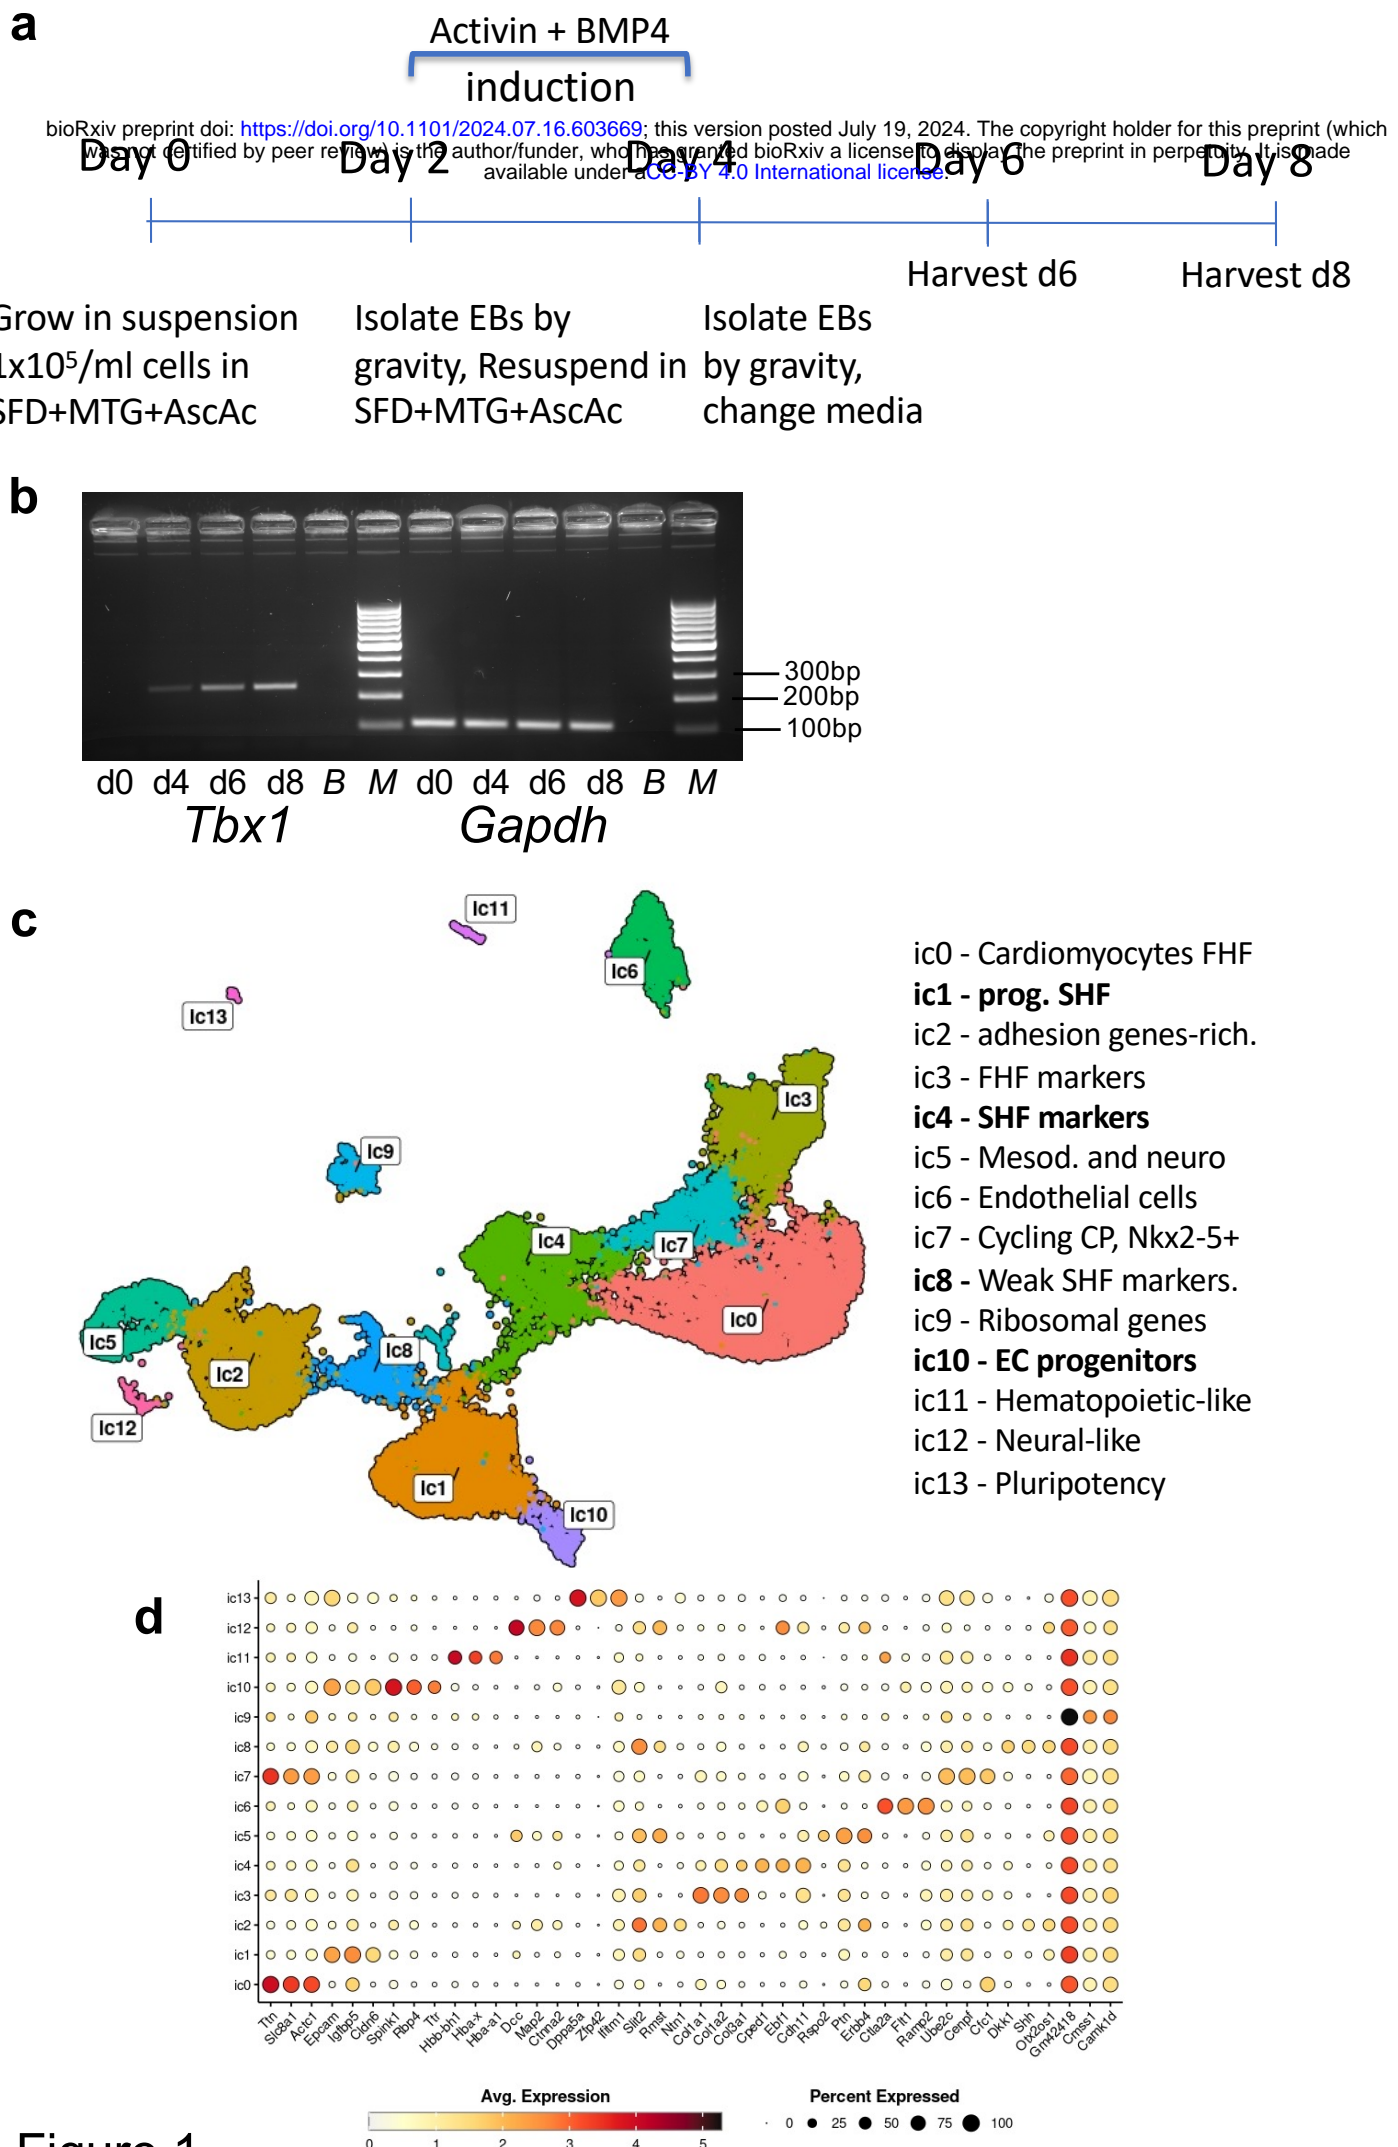 a
Activin + BMP4
induction
bioRxiv preprint doi: https://doi.org/10.1101/2024.07.16.603669; this version posted July 19, 2024. The copyright holder for this preprint (which
was not certified by peer review) is the author/funder, who has granted bioRxiv a license to display the preprint in perpetuity. It is made
available under aCC-BY 4.0 International license.
Day 0 Day 2 Day 4 Day 6 Day 8
Harvest d6 Harvest d8
Grow in suspension
1x10⁵/ml cells in
SFD+MTG+AscAc
Isolate EBs by
gravity, Resuspend in
SFD+MTG+AscAc
Isolate EBs
by gravity,
change media
b
300bp
200bp
100bp
d0 d4 d6 d8 B M d0 d4 d6 d8 B M
Tbx1 Gapdh
c
Ic11
Ic6
Ic13
Ic3
Ic9
Ic4
Ic7
Ic0
Ic5
Ic8
Ic2
Ic12
Ic1
Ic10
ic0 - Cardiomyocytes FHF
ic1 - prog. SHF
ic2 - adhesion genes-rich.
ic3 - FHF markers
ic4 - SHF markers
ic5 - Mesod. and neuro
ic6 - Endothelial cells
ic7 - Cycling CP, Nkx2-5+
ic8 - Weak SHF markers.
ic9 - Ribosomal genes
ic10 - EC progenitors
ic11 - Hematopoietic-like
ic12 - Neural-like
ic13 - Pluripotency
d
ic13
ic12
ic11
ic10
ic9
ic8
ic7
ic6
ic5
ic4
ic3
ic2
ic1
ic0
Ttn Slc8a1 Actc1 Epcam Igfbp5 Cldn6 Spink1 Rbp4 Ttr Hbb-bh1 Hba-x Hba-a1 Dcc Map2 Ctnna2 Dppa5a Zfp42 Ifitm1 Slit2 Rmst Ntn1 Col1a1 Col1a2 Col3a1 Cped1 Ebf1 Cdh11 Rspo2 Ptn Erbb4 Ctla2a Flt1 Ramp2 Ube2c Cenpf Cfc1 Dkk1 Shh Otx2os1 Gm42418 Cmss1 Camk1d
Avg. Expression
0 1 2 3 4 5
Percent Expressed
0 25 50 75 100
Figure 1